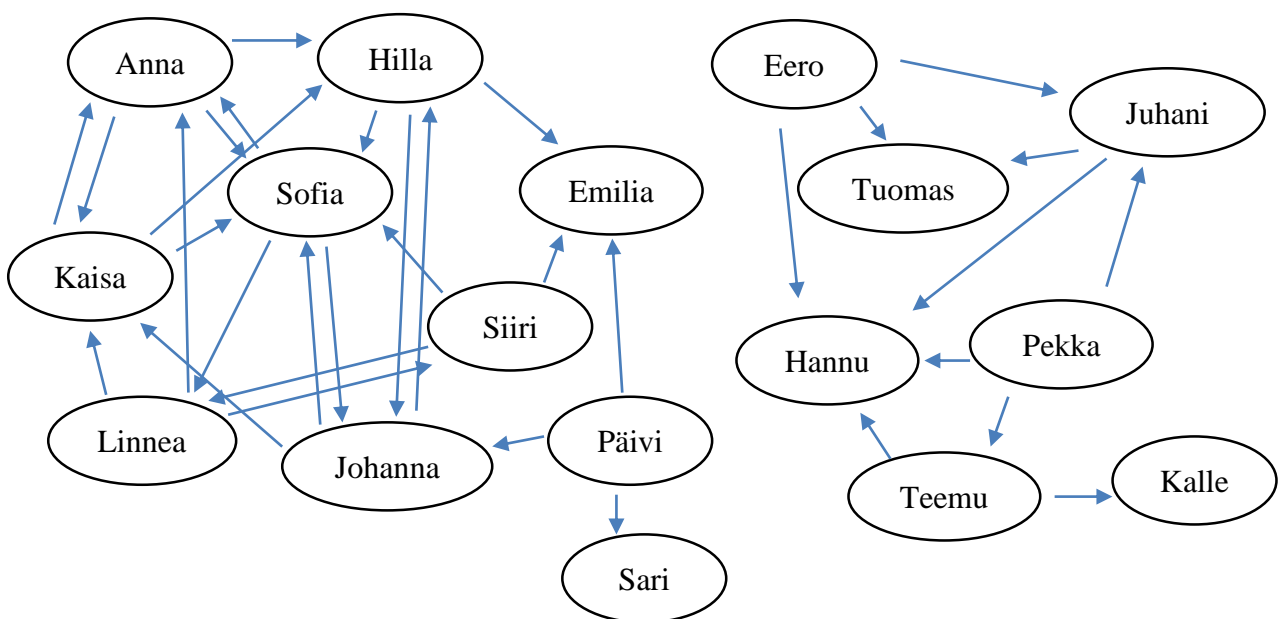 Anna
Hilla
Eero
Juhani
Sofia
Emilia
Tuomas
Kaisa
Siiri
Hannu
Pekka
Linnea
Johanna
Päivi
Teemu
Kalle
Sari